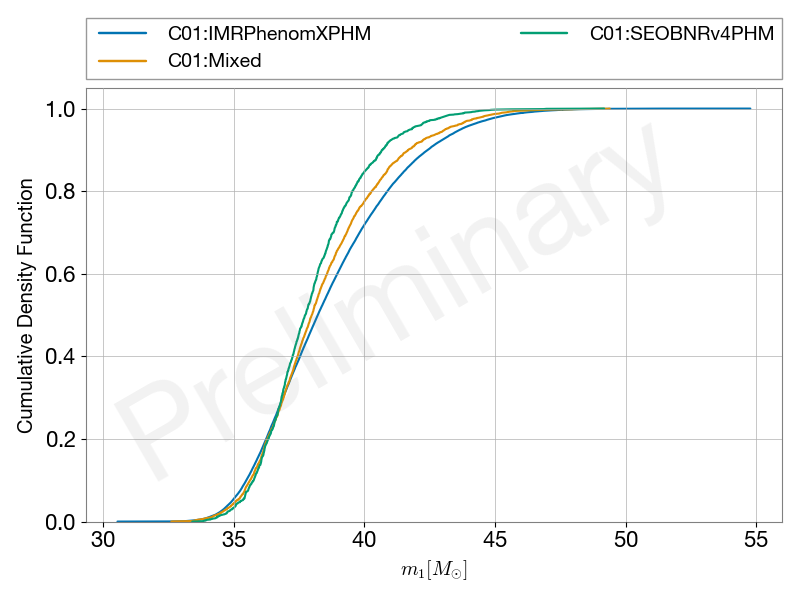 C01:IMRPhenomXPHM
C01:Mixed
C01:SEOBNRv4PHM
Preliminary
Cumulative Density Function
1.0
0.8
0.6
0.4
0.2
0.0
30 35 40 45 50 55
m₁[M☉]